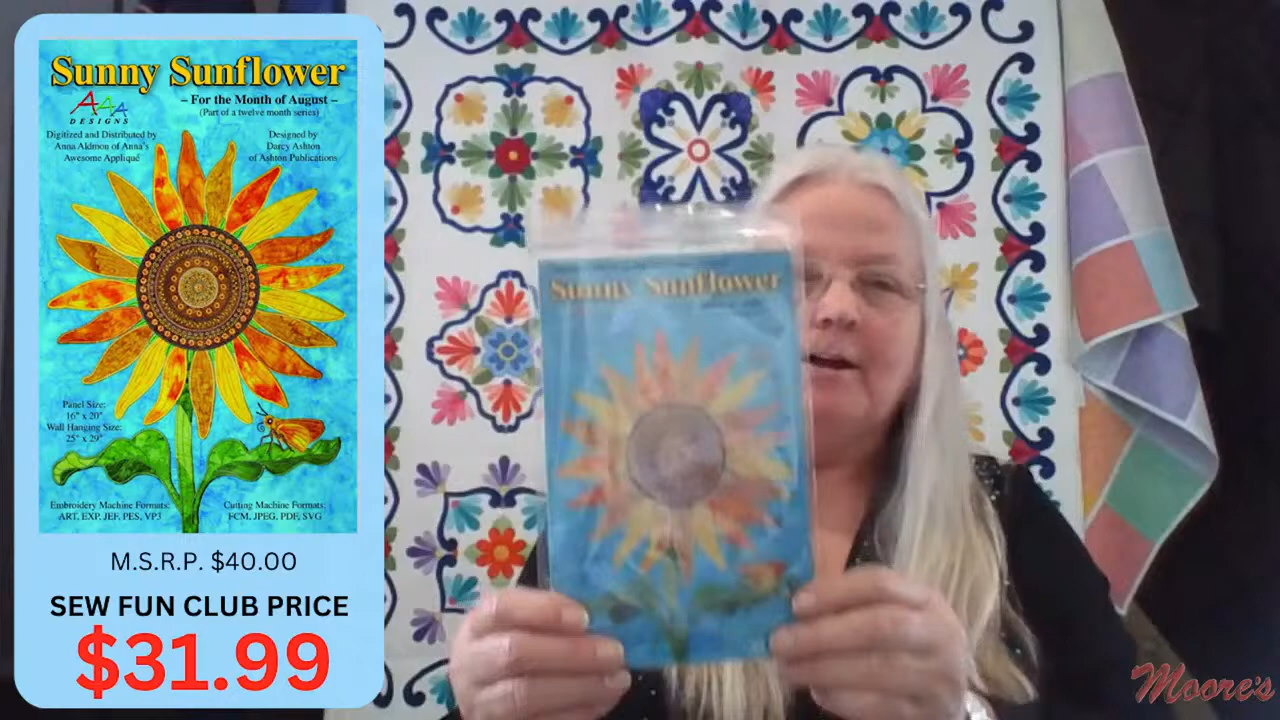 Sunny Sunflower
– For the Month of August –
(Part of a twelve month series)
AAA
DESIGNS
Digitized and Distributed by
Anna Aldmon of Anna's
Awesome Appliqué
Designed by
Darcy Ashton
of Ashton Publications
Panel Size:
16" x 20"
Wall Hanging Size:
25" x 29"
Embroidery Machine Formats:
ART, EXP, JEF, PES, VP3
Cutting Machine Formats:
FCM, JPEG, PDF, SVG
M.S.R.P. $40.00
SEW FUN CLUB PRICE
$31.99
Sunny Sunflower
Moore's